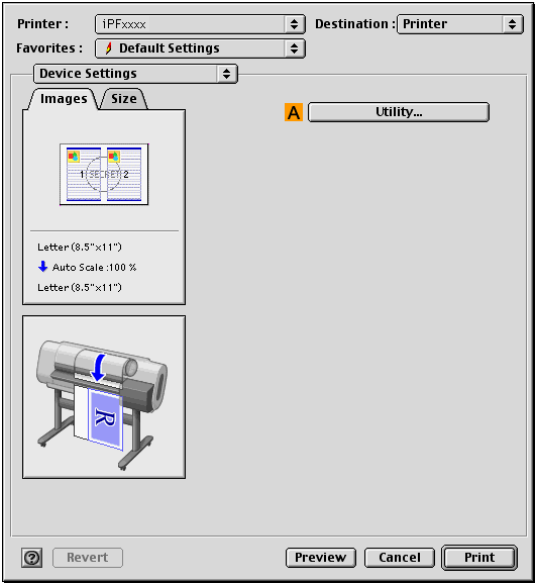 Printer : iPFxxxx Destination : Printer
Favorites : Default Settings
Device Settings
Images Size
A Utility...
1 SECRET 2
Letter (8.5"x11")
Auto Scale :100 %
Letter (8.5"x11")
R
? Revert Preview Cancel Print